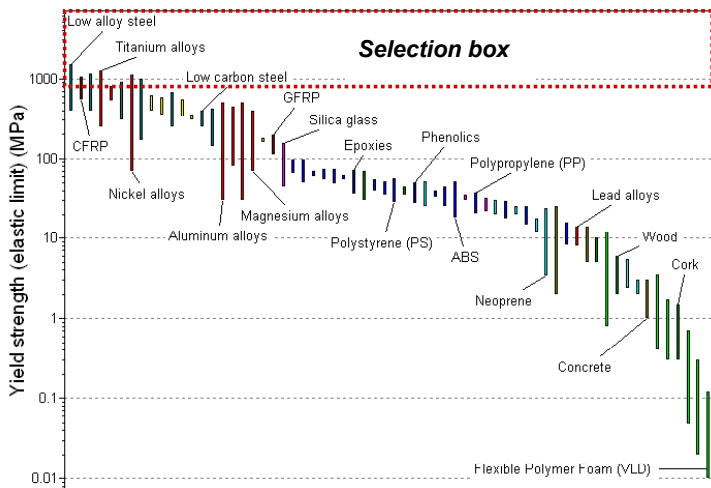 Low alloy steel
Titanium alloys
Selection box
1000
Low carbon steel
GFRP
CFRP
Silica glass
Epoxies
Phenolics
Polypropylene (PP)
100
Nickel alloys
Magnesium alloys
Aluminum alloys
Polystyrene (PS)
ABS
Lead alloys
10
Wood
Cork
Neoprene
1
Concrete
0.1
Flexible Polymer Foam (VLD)
0.01
Yield strength (elastic limit) (MPa)